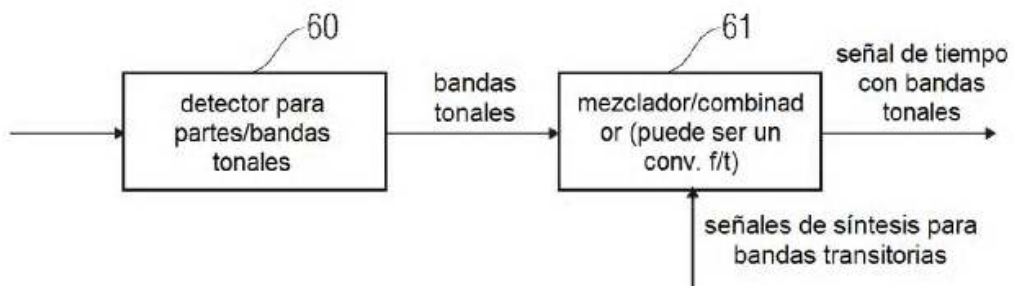 60
61
detector para
partes/bandas
tonales
bandas
tonales
mezclador/combinad
or (puede ser un
conv. f/t)
señal de tiempo
con bandas
tonales
señales de síntesis para
bandas transitorias